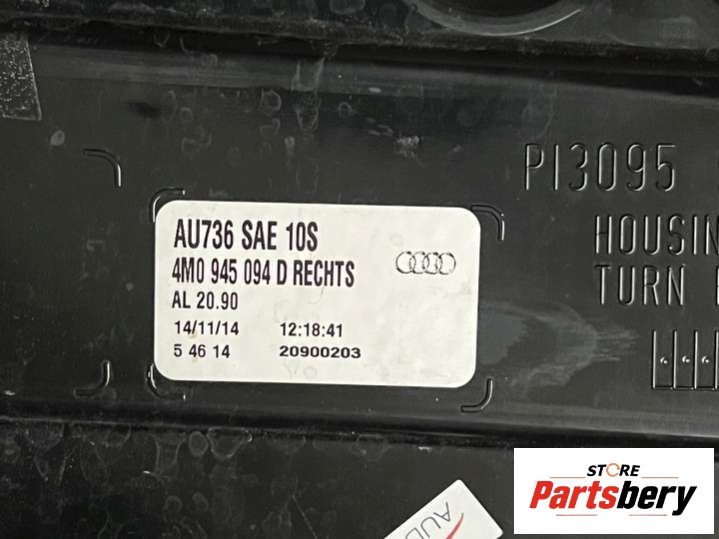 PI3095
HOUSIN
TURN
AU736 SAE 10S
4M0 945 094 D RECHTS
AL 20.90
14/11/14 12:18:41
5 46 14 20900203
AUD
STORE
Partsbery